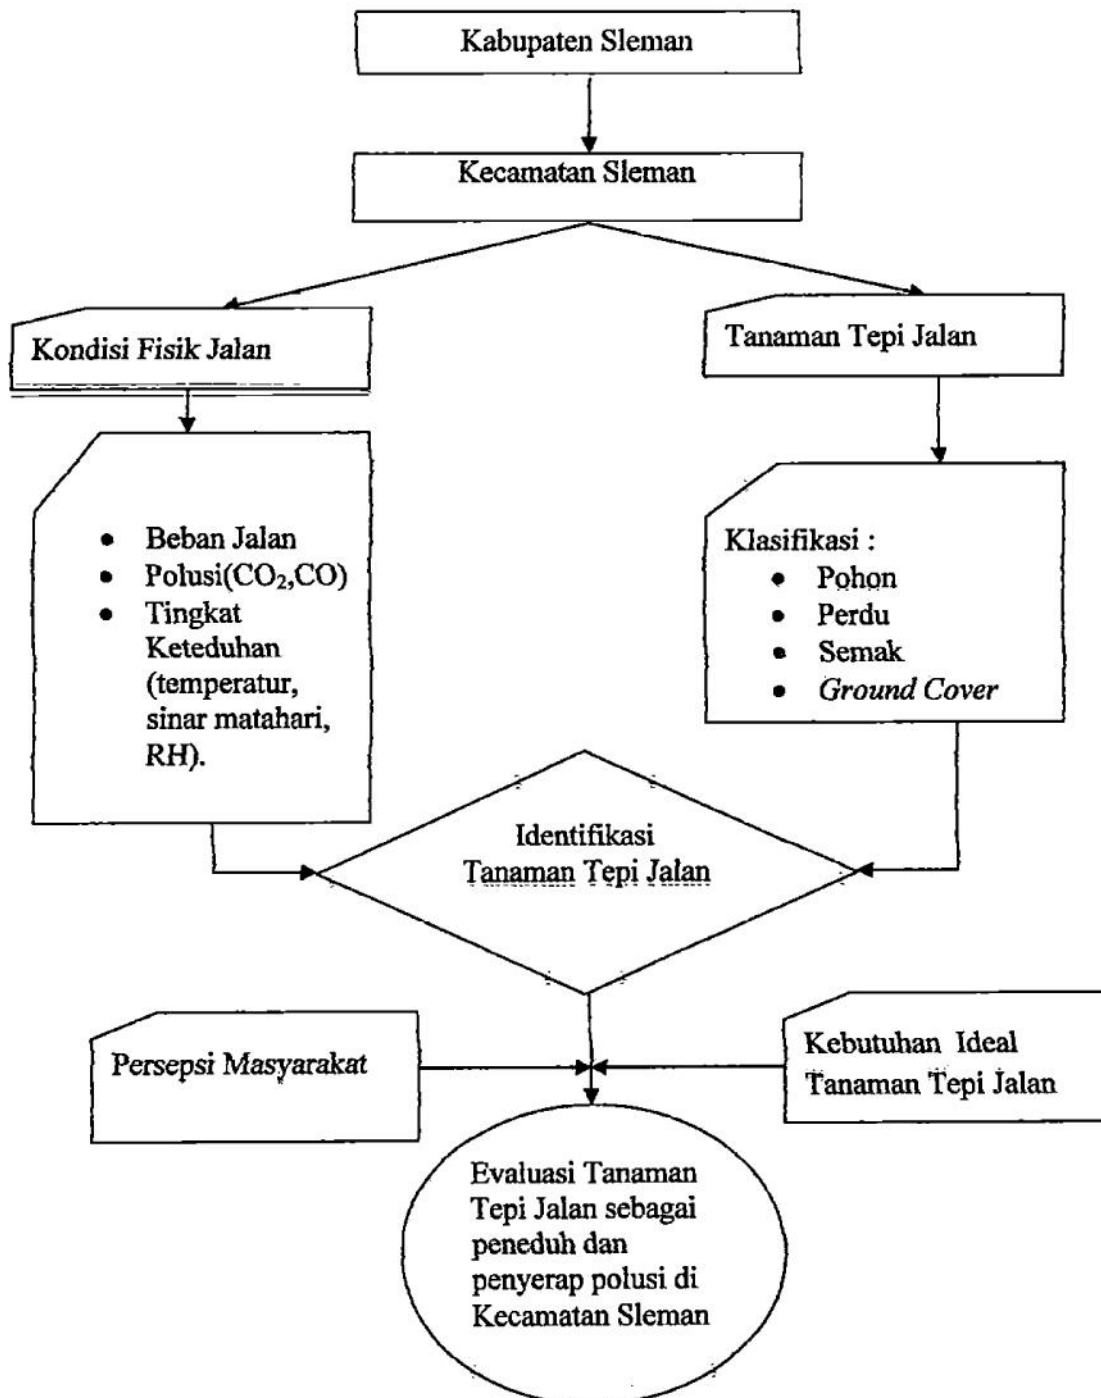 Kabupaten Sleman
Kecamatan Sleman
Kondisi Fisik Jalan
Tanaman Tepi Jalan
• Beban Jalan
• Polusi(CO₂,CO)
• Tingkat
Keteduhan
(temperatur,
sinar matahari,
RH).
Klasifikasi :
• Pohon
• Perdu
• Semak
• Ground Cover
Identifikasi
Tanaman Tepi Jalan
Persepsi Masyarakat
Kebutuhan Ideal
Tanaman Tepi Jalan
Evaluasi Tanaman
Tepi Jalan sebagai
peneduh dan
penyerap polusi di
Kecamatan Sleman